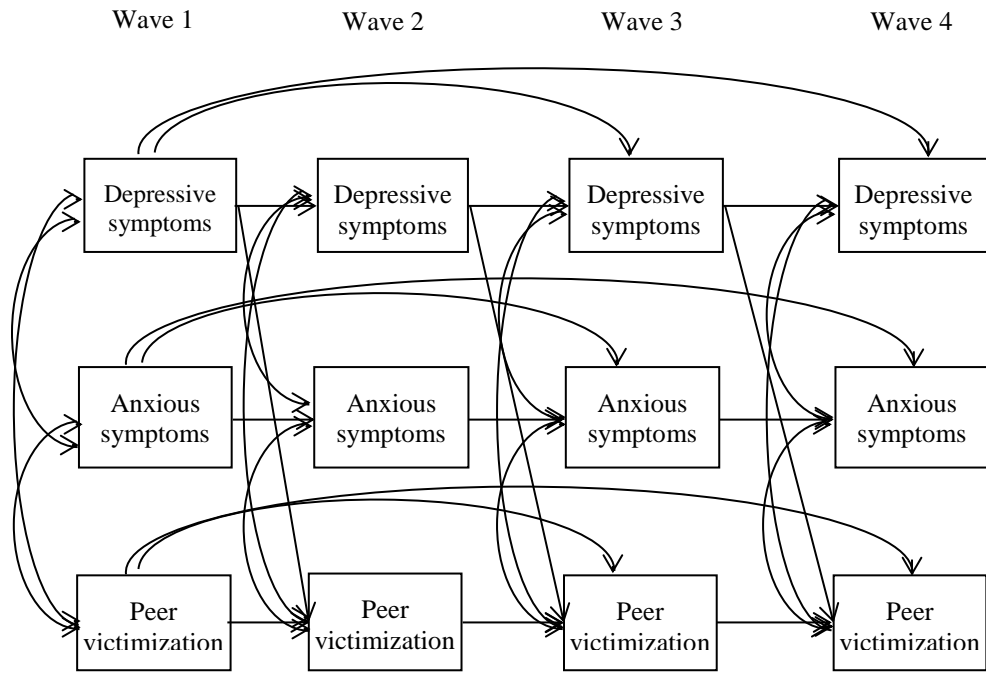 Wave 1
Wave 2
Wave 3
Wave 4
Depressive
symptoms
Depressive
symptoms
Depressive
symptoms
Depressive
symptoms
Anxious
symptoms
Anxious
symptoms
Anxious
symptoms
Anxious
symptoms
Peer
victimization
Peer
victimization
Peer
victimization
Peer
victimization